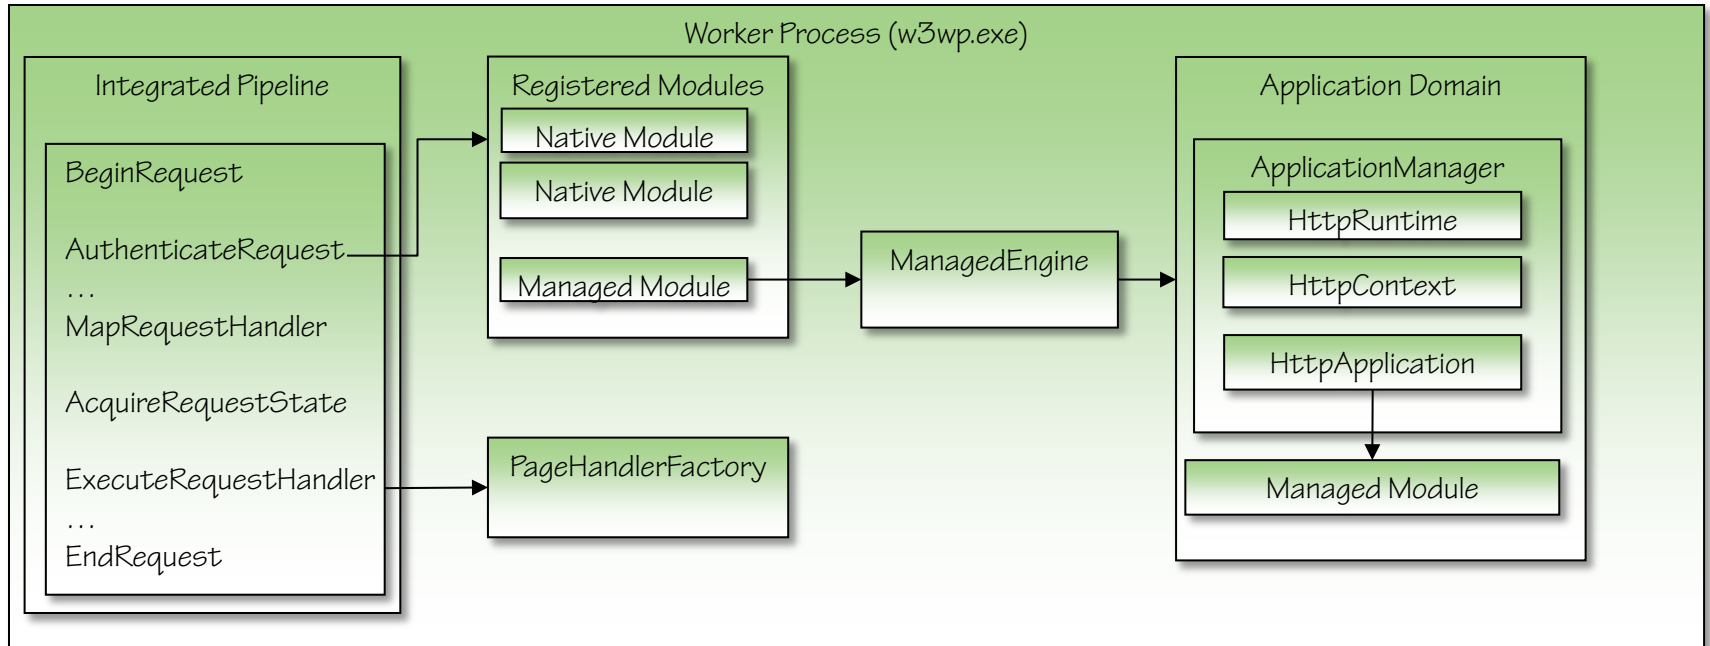 Worker Process (w3wp.exe)
Integrated Pipeline
BeginRequest
AuthenticateRequest
...
MapRequestHandler
AcquireRequestState
ExecuteRequestHandler
...
EndRequest
Registered Modules
Native Module
Native Module
Managed Module
PageHandlerFactory
ManagedEngine
Application Domain
ApplicationManager
HttpRuntime
HttpContext
HttpApplication
Managed Module